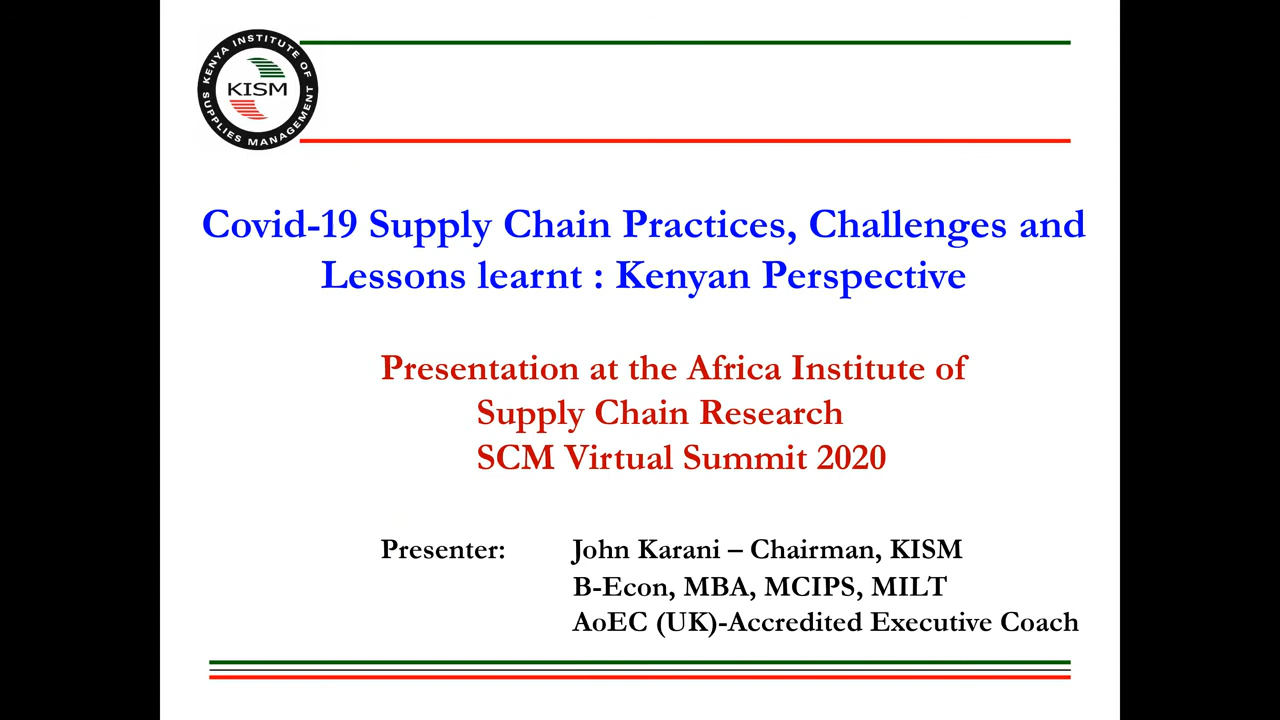 KENYA INSTITUTE OF
SUPPLIES MANAGEMENT
KISM
Covid-19 Supply Chain Practices, Challenges and
Lessons learnt : Kenyan Perspective
Presentation at the Africa Institute of
Supply Chain Research
SCM Virtual Summit 2020
Presenter: John Karani – Chairman, KISM
B-Econ, MBA, MCIPS, MILT
AoEC (UK)-Accredited Executive Coach